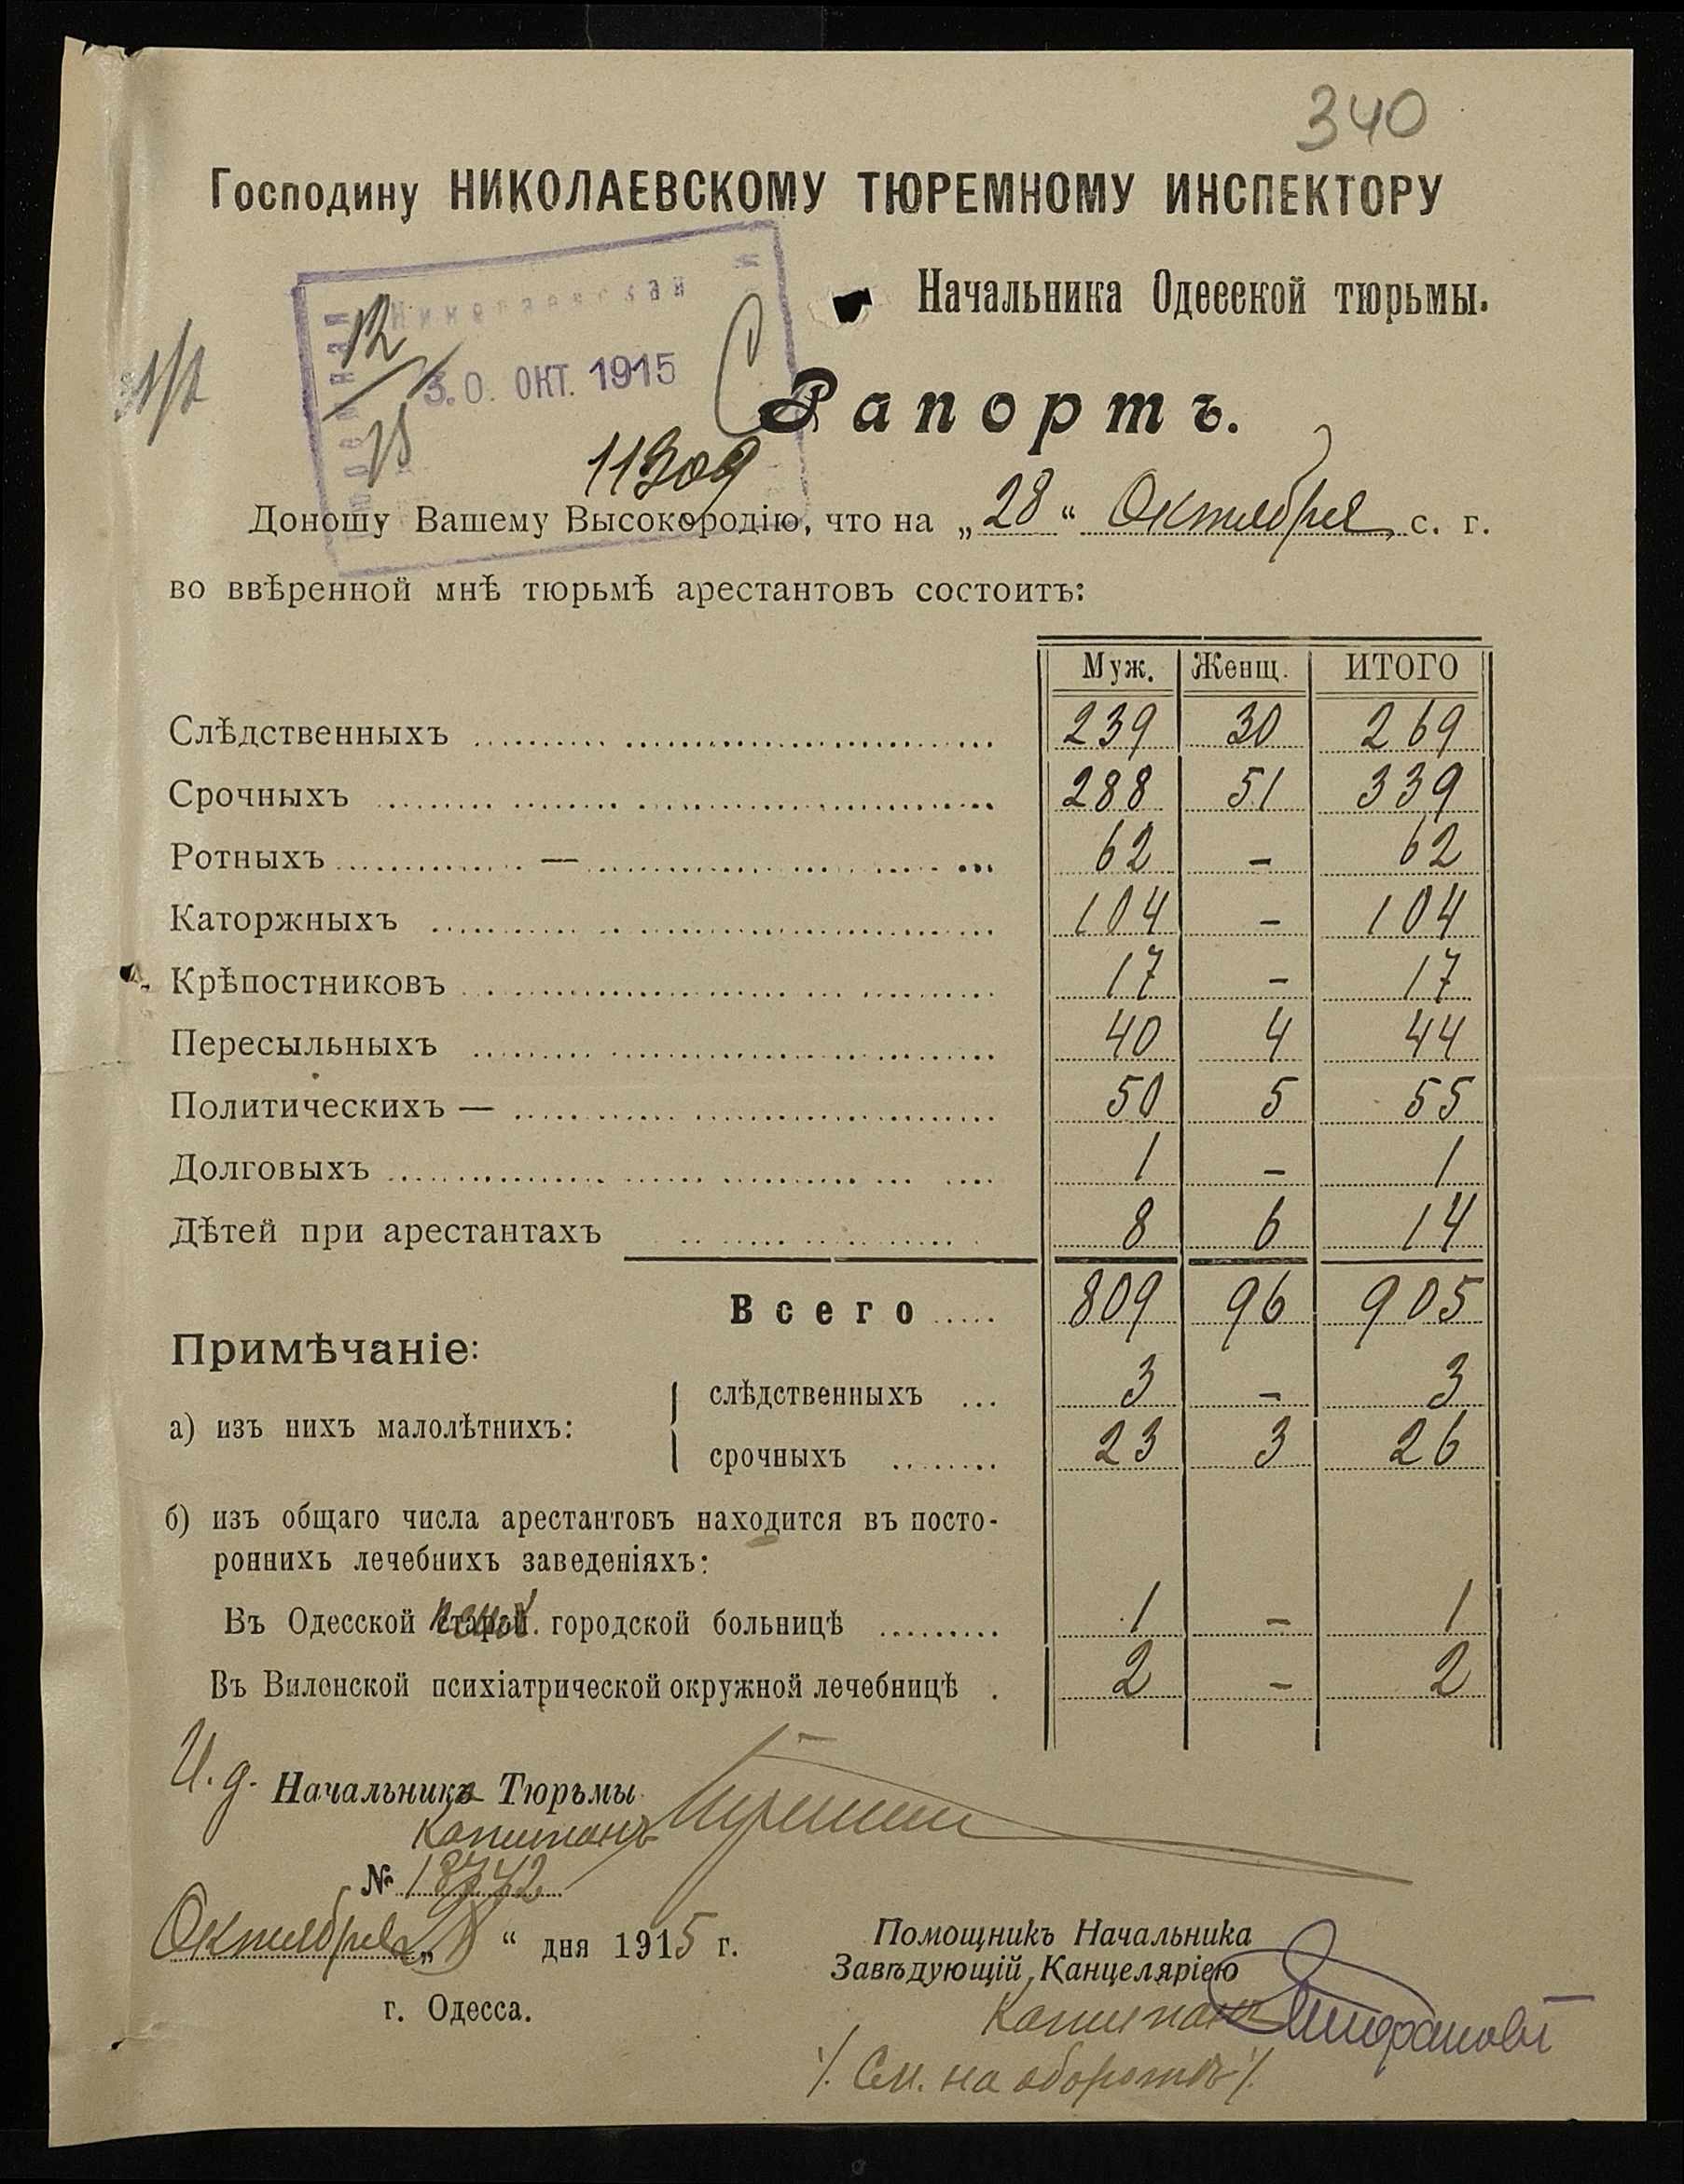 340
Господину НИКОЛАЕВСКОМУ ТЮРЕМНОМУ ИНСПЕКТОРУ
Николаевская
30. ОКТ. 1915
Начальника Одесской тюрьмы.
Рапортъ.
11309
Доношу Вашему Высокородію, что на „28“ Октября с. г.
во ввѣренной мнѣ тюрьмѣ арестантовъ состоитъ:
Муж. Женщ. ИТОГО
Слѣдственныхъ 239 30 269
Срочныхъ 288 51 339
Ротныхъ — 62 - 62
Каторжныхъ 104 - 104
Крѣпостниковъ 17 - 17
Пересыльныхъ 40 4 44
Политическихъ — 50 5 55
Долговыхъ 1 - 1
Дѣтей при арестантахъ 8 6 14
Всего 809 96 905
Примѣчаніе:
а) изъ нихъ малолѣтнихъ:
слѣдственныхъ 3 - 3
срочныхъ 23 3 26
б) изъ общаго числа арестантовъ находится въ посто-
роннихъ лечебнихъ заведеніяхъ:
Въ Одесской старой городской больницѣ 1 - 1
Въ Виленской психіатрической окружной лечебницѣ 2 - 2
И. д. Начальникъ Тюрьмы
Капитанъ
№ 18742
Октября „28“ дня 1915 г.
г. Одесса.
Помощникъ Начальника
Завѣдующій Канцеляріею
Капитанъ
/. См. на оборотѣ /.